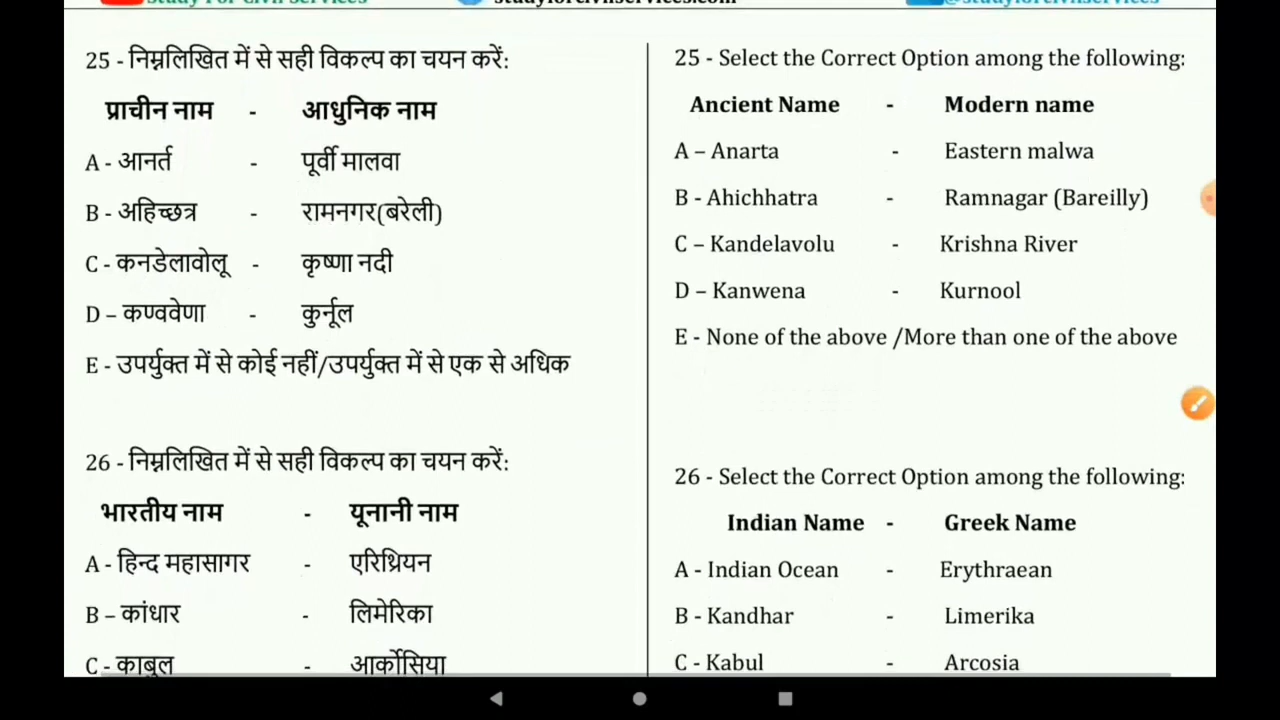 25 - निम्नलिखित में से सही विकल्प का चयन करें:
प्राचीन नाम - आधुनिक नाम
A - आनर्त - पूर्वी मालवा
B - अहिच्छत्र - रामनगर(बरेली)
C - कनडेलावोलू - कृष्णा नदी
D – कण्ववेणा - कुर्नूल
E - उपर्युक्त में से कोई नहीं/उपर्युक्त में से एक से अधिक
26 - निम्नलिखित में से सही विकल्प का चयन करें:
भारतीय नाम - यूनानी नाम
A - हिन्द महासागर - एरिथ्रियन
B – कांधार - लिमेरिका
C - काबुल - आर्कोसिया
25 - Select the Correct Option among the following:
Ancient Name - Modern name
A – Anarta - Eastern malwa
B - Ahichhatra - Ramnagar (Bareilly)
C – Kandelavolu - Krishna River
D – Kanwena - Kurnool
E - None of the above /More than one of the above
26 - Select the Correct Option among the following:
Indian Name - Greek Name
A - Indian Ocean - Erythraean
B - Kandhar - Limerika
C - Kabul - Arcosia